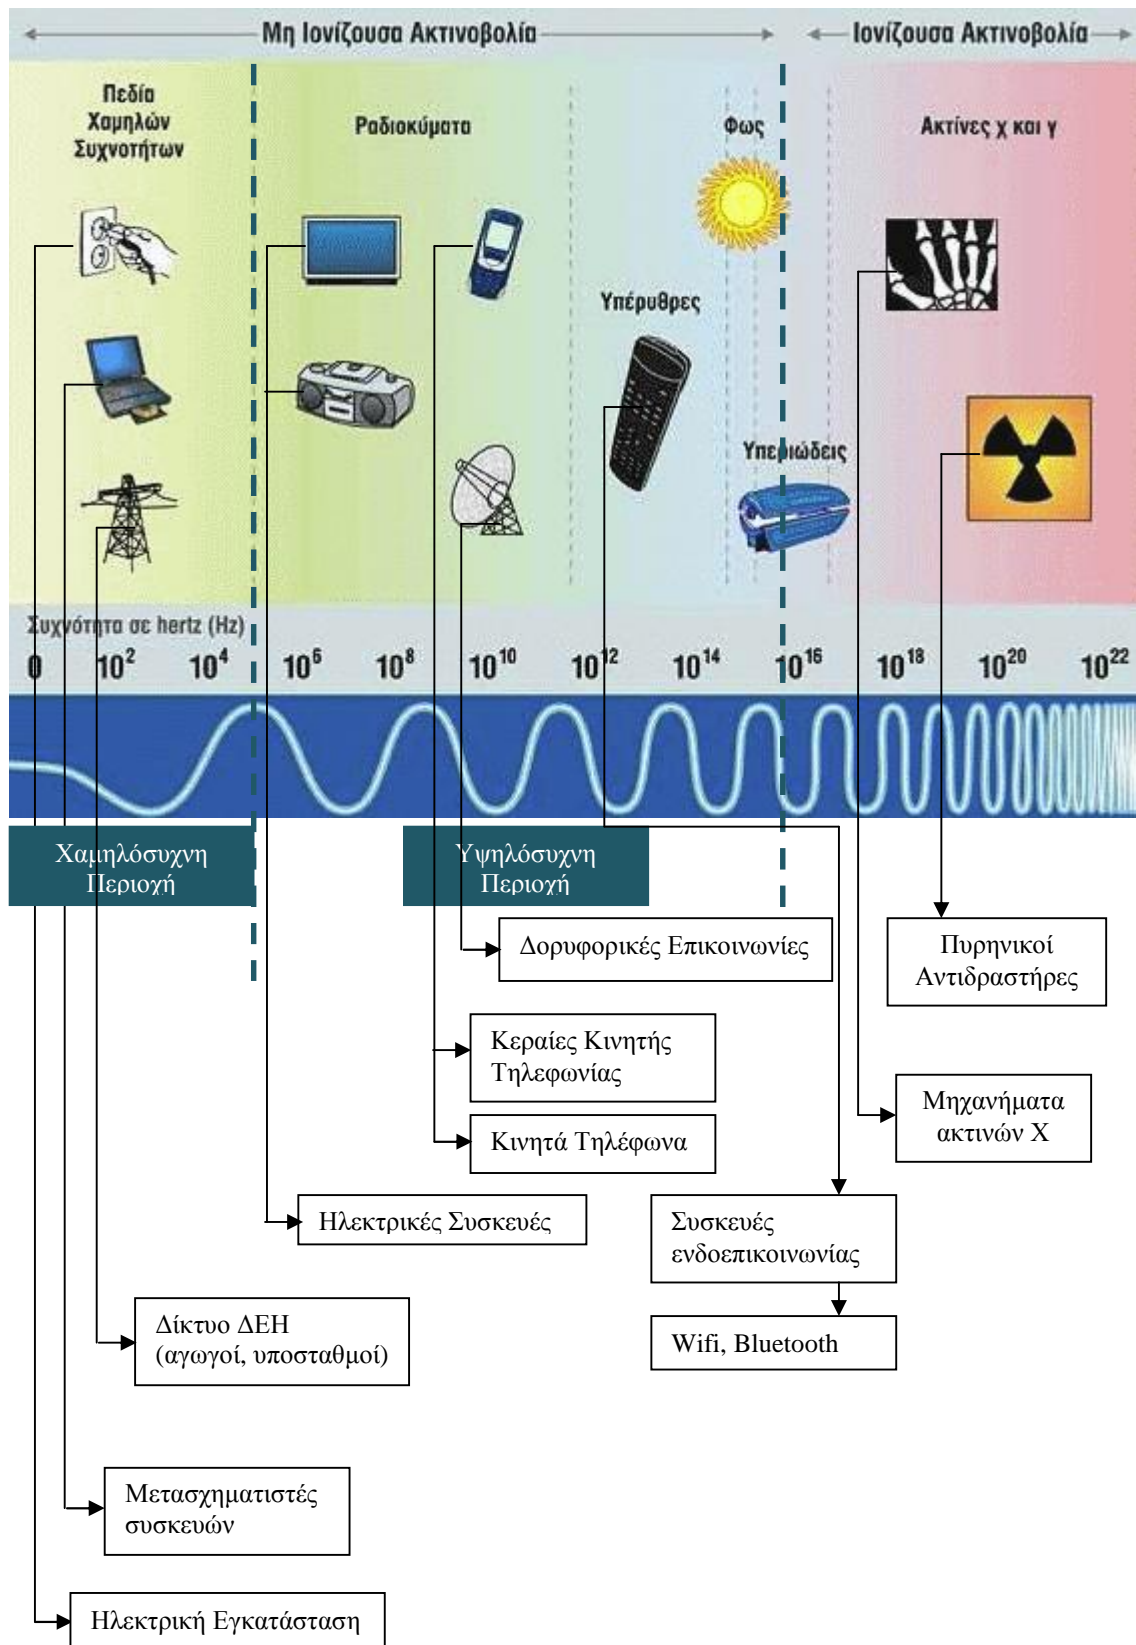 Μη Ιονίζουσα Ακτινοβολία
Ιονίζουσα Ακτινοβολία
Πεδία
Χαμηλών
Συχνοτήτων
Ραδιοκύματα
Φως
Ακτίνες χ και γ
Υπέρυθρες
Υπεριώδεις
Συχνότητα σε hertz (Hz)
0 10² 10⁴ 10⁶ 10⁸ 10¹⁰ 10¹² 10¹⁴ 10¹⁶ 10¹⁸ 10²⁰ 10²²
Χαμηλόσυχνη
Περιοχή
Υψηλόσυχνη
Περιοχή
Δορυφορικές Επικοινωνίες
Πυρηνικοί
Αντιδραστήρες
Κεραίες Κινητής
Τηλεφωνίας
Μηχανήματα
ακτινών Χ
Κινητά Τηλέφωνα
Ηλεκτρικές Συσκευές
Συσκευές
ενδοεπικοινωνίας
Δίκτυο ΔΕΗ
(αγωγοί, υποσταθμοί)
Wifi, Bluetooth
Μετασχηματιστές
συσκευών
Ηλεκτρική Εγκατάσταση